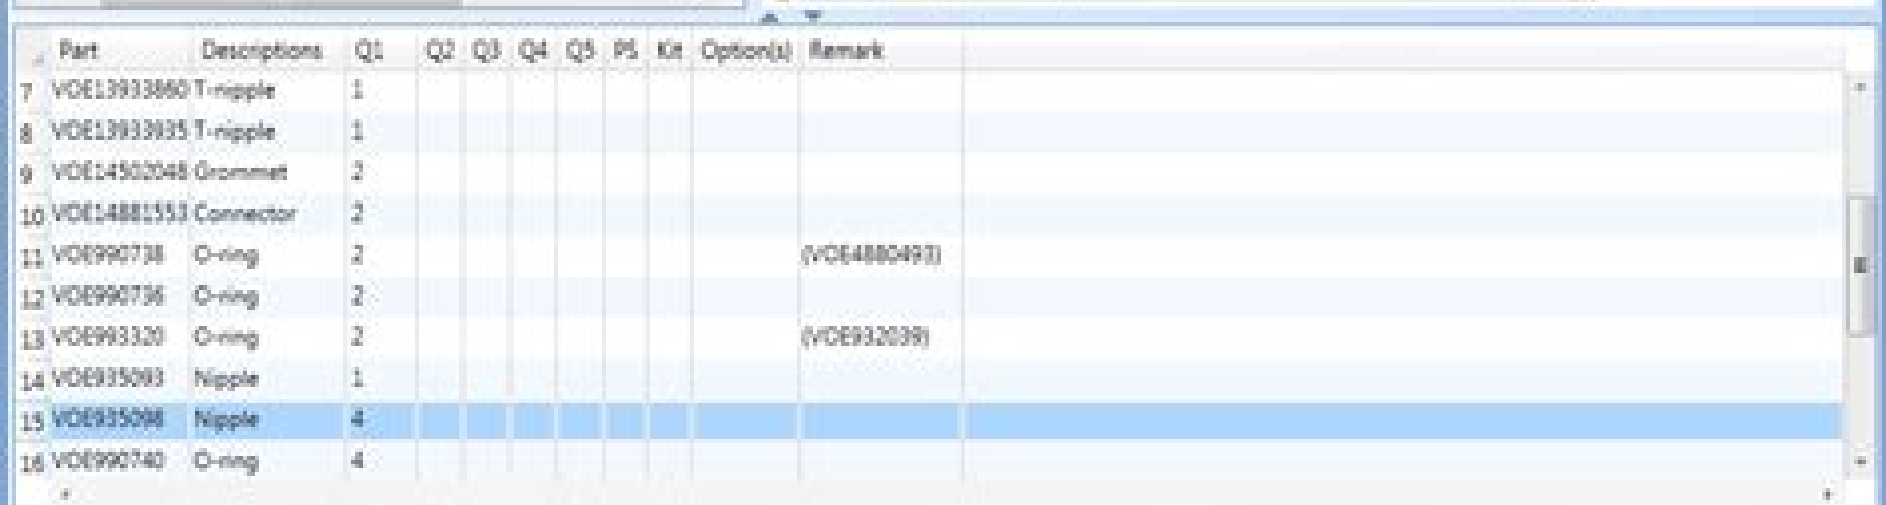 Part Descriptions Q1 Q2 Q3 Q4 Q5 PS Kit Option(s) Remark
7 VOE13933860 T-nipple 1
8 VOE13933935 T-nipple 1
9 VOE14502048 Grommet 2
10 VOE14881553 Connector 2
11 VOE990738 O-ring 2 (VOE4880493)
12 VOE990736 O-ring 2
13 VOE993320 O-ring 2 (VOE932039)
14 VOE935093 Nipple 1
15 VOE935098 Nipple 4
16 VOE990740 O-ring 4